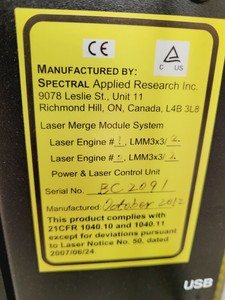 CE
C US
MANUFACTURED BY:
SPECTRAL Applied Research Inc.
9078 Leslie St., Unit 11
Richmond Hill, ON, Canada, L4B 3L8
Laser Merge Module System
Laser Engine # 1, LMM3x3/2
Laser Engine # , LMM3x3/2
Power & Laser Control Unit
Serial No. BC 2091
Manufactured: October 2012
This product complies with
21CFR 1040.10 and 1040.11
except for deviations pursuant
to Laser Notice No. 50, dated
2007/06/24.
USB